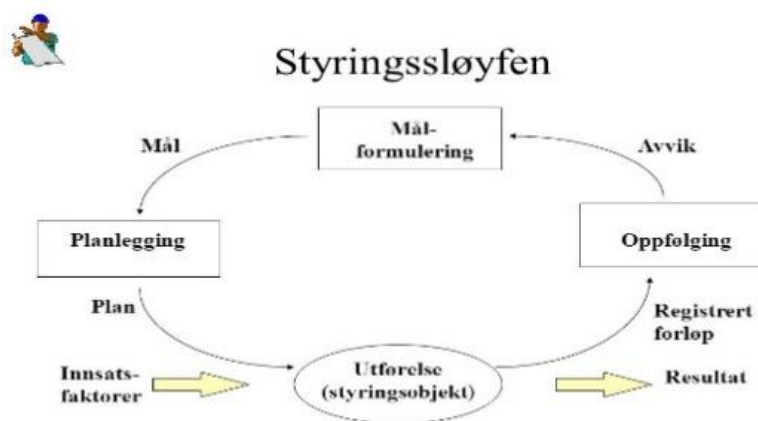 Styringssløyfen
Mål-
formulering
Mål
Avvik
Planlegging
Oppfølging
Plan
Registrert
forløp
Innsats-
faktorer
Utførelse
(styringsobjekt)
Resultat